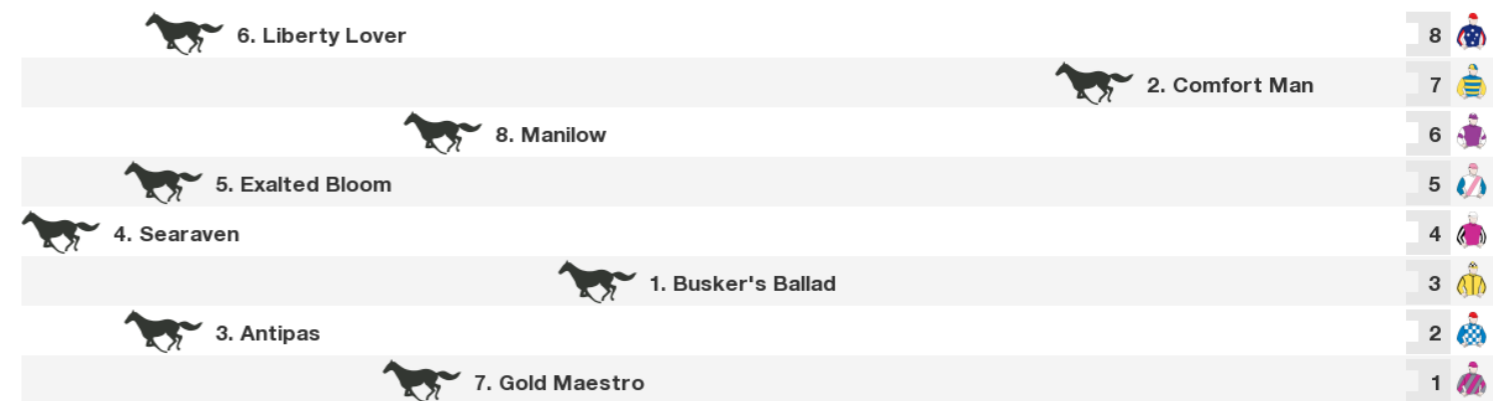 6. Liberty Lover 8
2. Comfort Man 7
8. Manilow 6
5. Exalted Bloom 5
4. Searaven 4
1. Busker's Ballad 3
3. Antipas 2
7. Gold Maestro 1